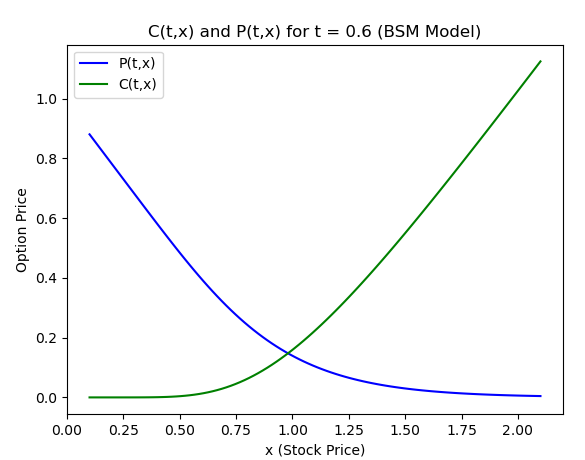 C(t,x) and P(t,x) for t = 0.6 (BSM Model)
P(t,x)
C(t,x)
Option Price
1.0
0.8
0.6
0.4
0.2
0.0
0.00 0.25 0.50 0.75 1.00 1.25 1.50 1.75 2.00
x (Stock Price)